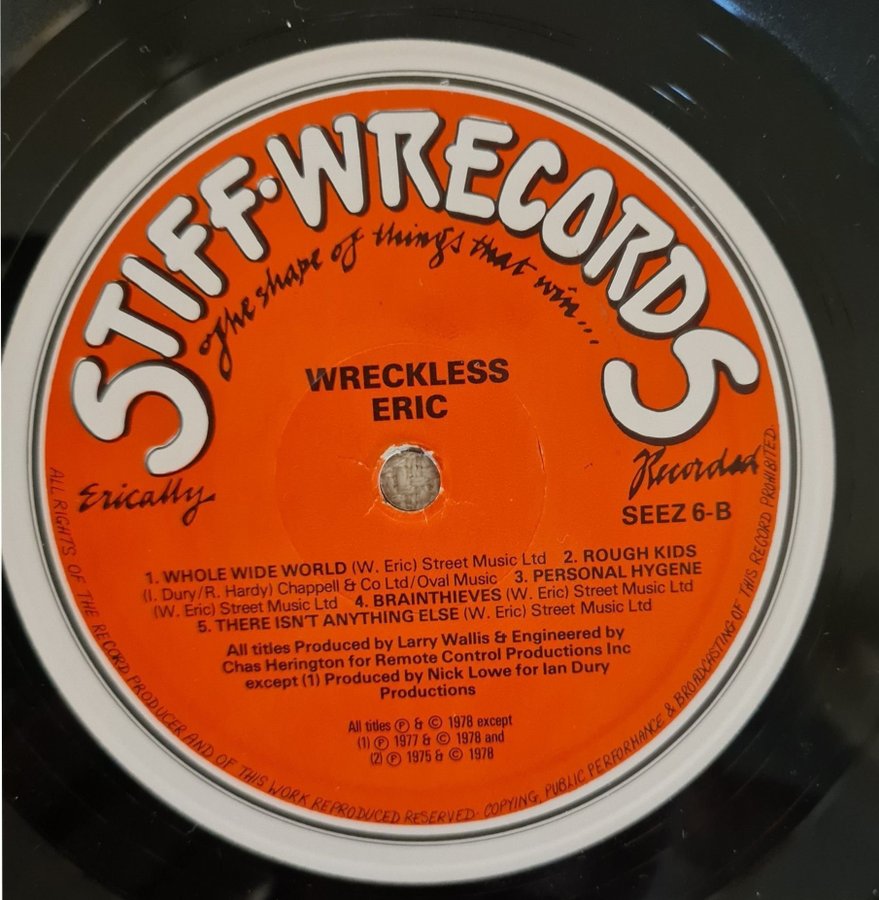 STIFF·WRECORDS
The shape of things that win...
WRECKLESS
ERIC
Erically
Recorded
SEEZ 6-B
1. WHOLE WIDE WORLD (W. Eric) Street Music Ltd 2. ROUGH KIDS
(I. Dury/R. Hardy) Chappell & Co Ltd/Oval Music 3. PERSONAL HYGENE
(W. Eric) Street Music Ltd 4. BRAINTHIEVES (W. Eric) Street Music Ltd
5. THERE ISN'T ANYTHING ELSE (W. Eric) Street Music Ltd
All titles Produced by Larry Wallis & Engineered by
Chas Herington for Remote Control Productions Inc
except (1) Produced by Nick Lowe for Ian Dury
Productions
All titles ℗ & © 1978 except
(1) ℗ 1977 & © 1978 and
(2) ℗ 1975 & © 1978
ALL RIGHTS OF THE RECORD PRODUCER AND OF THIS WORK REPRODUCED RESERVED. COPYING, PUBLIC PERFORMANCE & BROADCASTING OF THIS RECORD PROHIBITED.